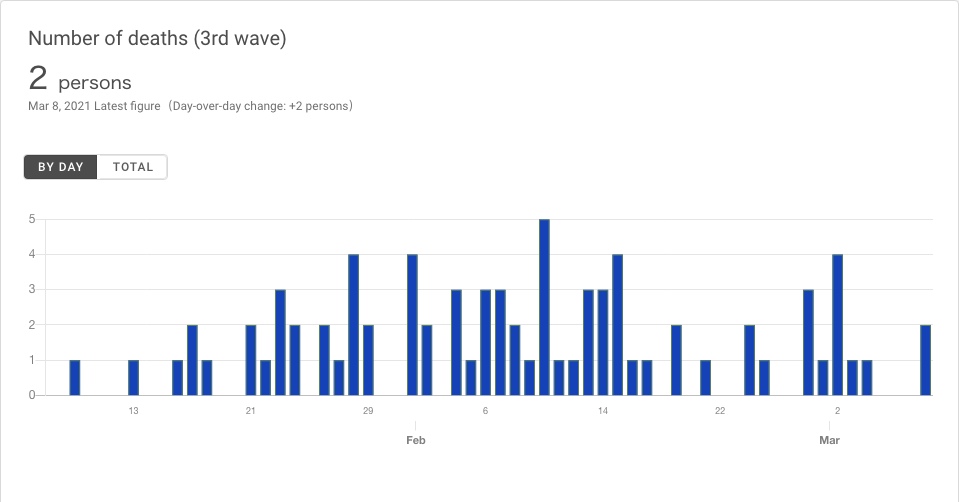 Number of deaths (3rd wave)
2 persons
Mar 8, 2021 Latest figure (Day-over-day change: +2 persons)
BY DAY TOTAL
5
4
3
2
1
0
13 21 29 6 14 22 2
Feb Mar